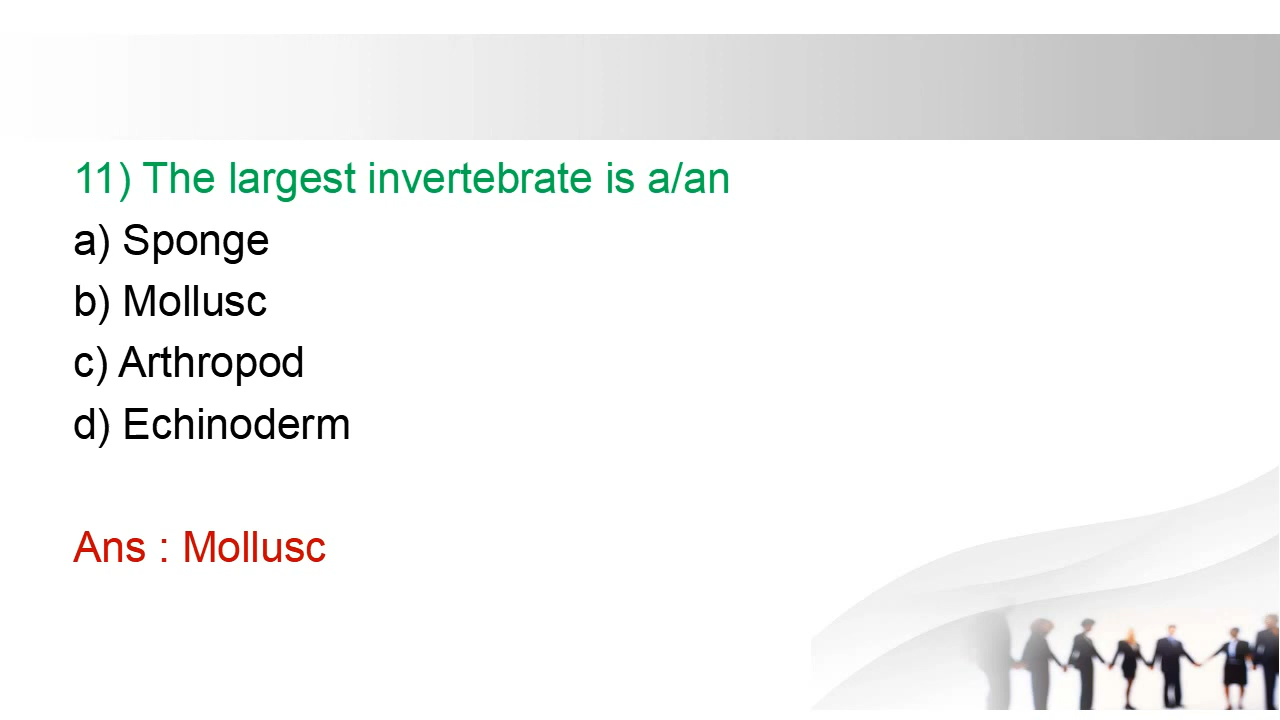 11) The largest invertebrate is a/an
a) Sponge
b) Mollusc
c) Arthropod
d) Echinoderm
Ans : Mollusc